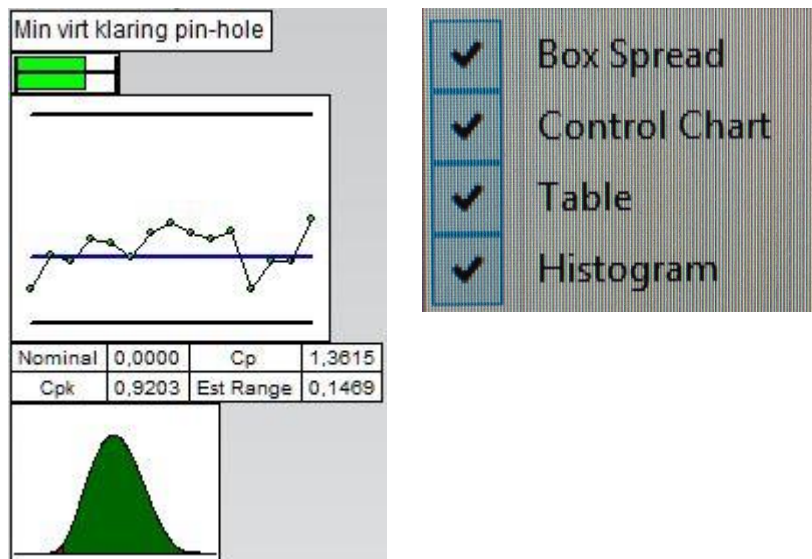 Min virt klaring pin-hole
Nominal 0,0000 Cp 1,3615
Cpk 0,9203 Est Range 0,1469
Box Spread
Control Chart
Table
Histogram